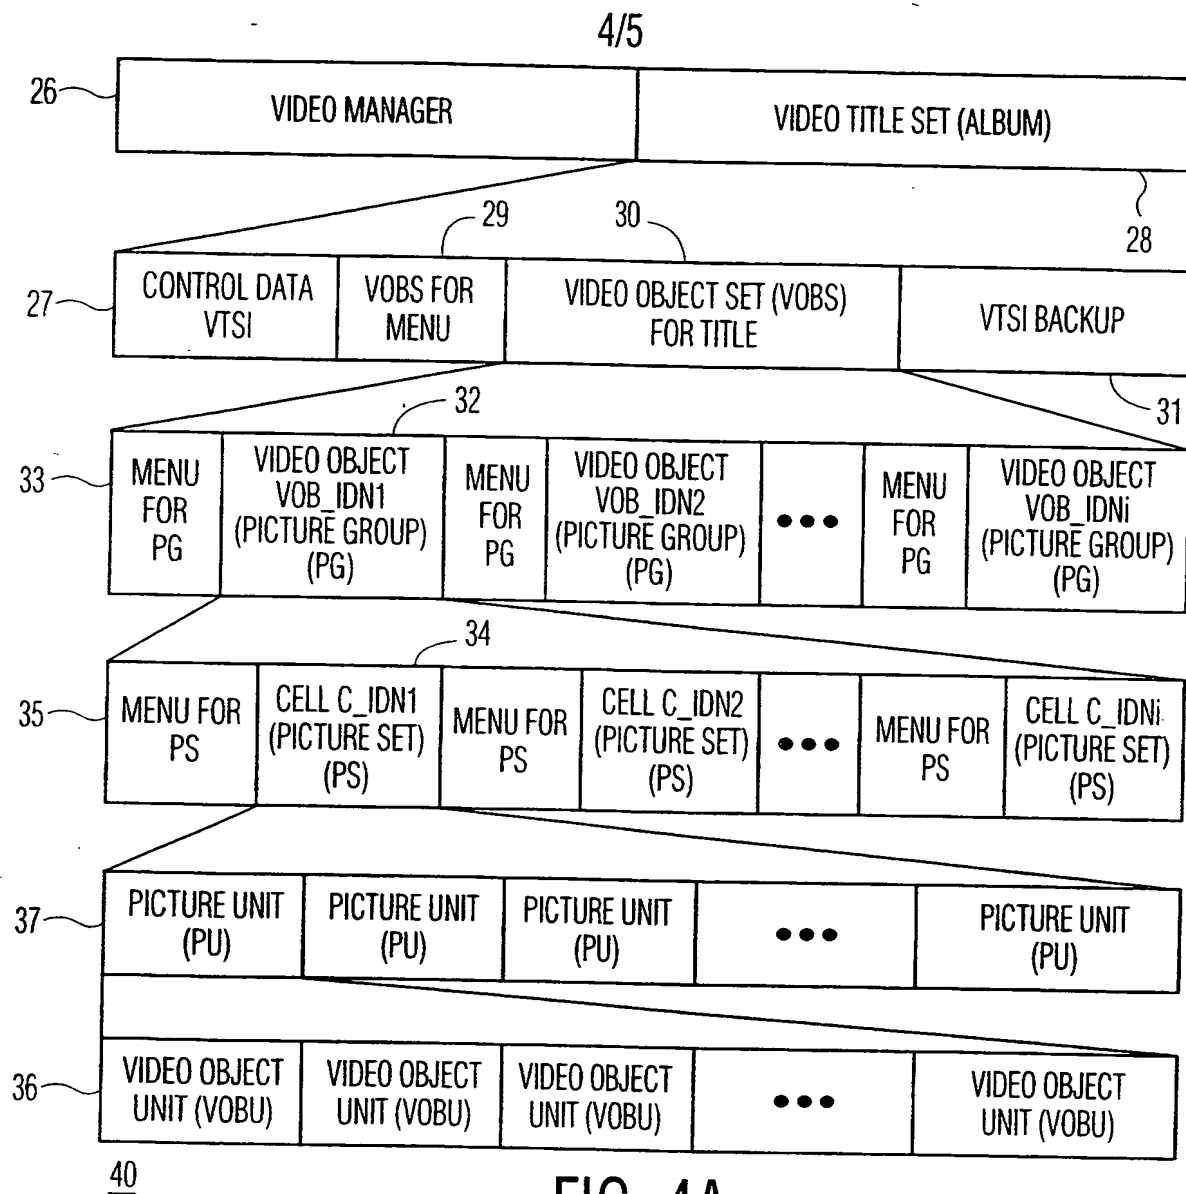 4/5
26
VIDEO MANAGER
VIDEO TITLE SET (ALBUM)
28
29
30
27
CONTROL DATA
VTSI
VOBS FOR
MENU
VIDEO OBJECT SET (VOBS)
FOR TITLE
VTSI BACKUP
31
32
33
MENU
FOR
PG
VIDEO OBJECT
VOB_IDN1
(PICTURE GROUP)
(PG)
MENU
FOR
PG
VIDEO OBJECT
VOB_IDN2
(PICTURE GROUP)
(PG)
MENU
FOR
PG
VIDEO OBJECT
VOB_IDNi
(PICTURE GROUP)
(PG)
34
35
MENU FOR
PS
CELL C_IDN1
(PICTURE SET)
(PS)
MENU FOR
PS
CELL C_IDN2
(PICTURE SET)
(PS)
MENU FOR
PS
CELL C_IDNi
(PICTURE SET)
(PS)
37
PICTURE UNIT
(PU)
PICTURE UNIT
(PU)
PICTURE UNIT
(PU)
PICTURE UNIT
(PU)
36
VIDEO OBJECT
UNIT (VOBU)
VIDEO OBJECT
UNIT (VOBU)
VIDEO OBJECT
UNIT (VOBU)
VIDEO OBJECT
UNIT (VOBU)
40
FIG. 4A